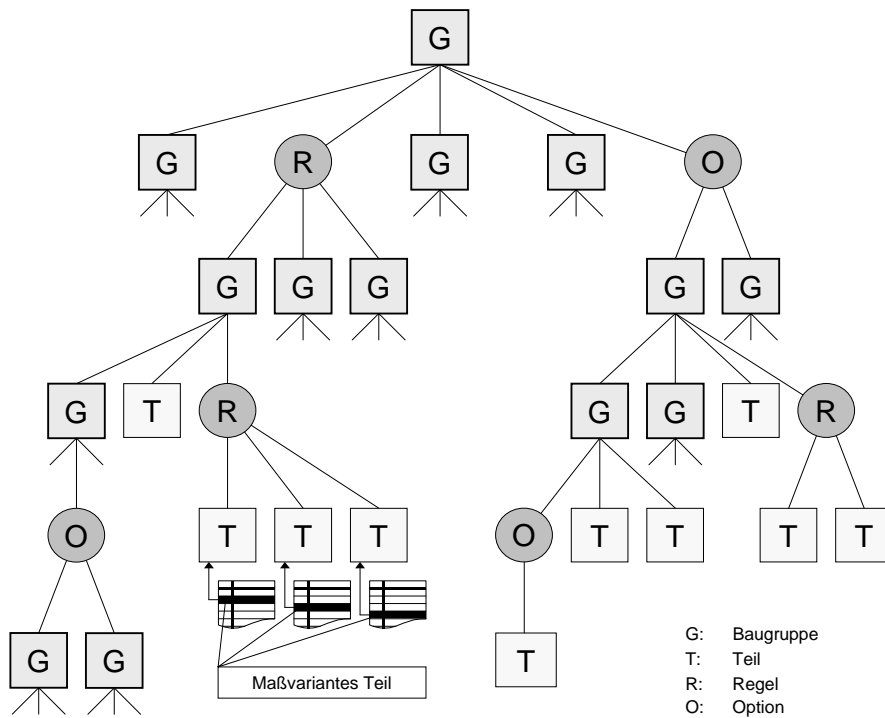 G
G R G G O
G G G G G
G T R G G T R
O T T T O T T T T
G G T
Maßvariantes Teil
G: Baugruppe
T: Teil
R: Regel
O: Option